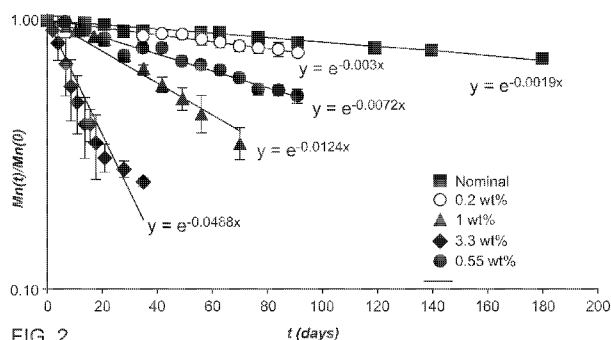 1.00
Mn(t)/Mn(0)
0.10
y = e-0.003x
y = e-0.0019x
y = e-0.0072x
y = e-0.0124x
y = e-0.0488x
Nominal
0.2 wt%
1 wt%
3.3 wt%
0.55 wt%
0 20 40 60 80 100 120 140 160 180 200
t (days)
FIG. 2